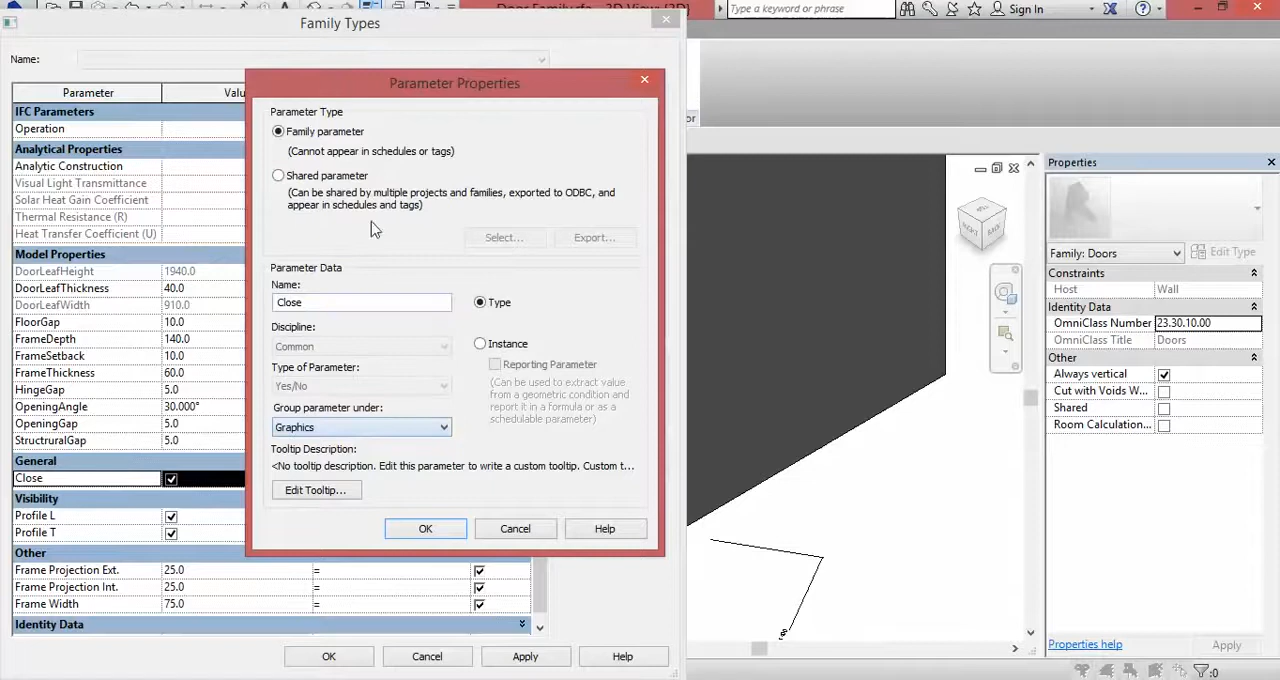 Door Family.rfa - 3D View: {3D}
Type a keyword or phrase
Sign In
Family Types
Name:
Parameter
Valu
IFC Parameters
Operation
Analytical Properties
Analytic Construction
Visual Light Transmittance
Solar Heat Gain Coefficient
Thermal Resistance (R)
Heat Transfer Coefficient (U)
Model Properties
DoorLeafHeight 1940.0
DoorLeafThickness 40.0
DoorLeafWidth 910.0
FloorGap 10.0
FrameDepth 140.0
FrameSetback 10.0
FrameThickness 60.0
HingeGap 5.0
OpeningAngle 30.000°
OpeningGap 5.0
StructuralGap 5.0
General
Close
Visibility
Profile L
Profile T
Other
Frame Projection Ext. 25.0 =
Frame Projection Int. 25.0 =
Frame Width 75.0 =
Identity Data
OK Cancel Apply Help
Parameter Properties
Parameter Type
Family parameter
(Cannot appear in schedules or tags)
Shared parameter
(Can be shared by multiple projects and families, exported to ODBC, and
appear in schedules and tags)
Select... Export...
Parameter Data
Name:
Close
Type
Discipline:
Common
Instance
Type of Parameter:
Yes/No
Reporting Parameter
(Can be used to extract value
from a geometric condition and
report it in a formula or as a
schedulable parameter)
Group parameter under:
Graphics
Tooltip Description:
<No tooltip description. Edit this parameter to write a custom tooltip. Custom t...
Edit Tooltip...
OK Cancel Help
or
RIGHT BACK
Properties
Family: Doors Edit Type
Constraints
Host Wall
Identity Data
OmniClass Number 23.30.10.00
OmniClass Title Doors
Other
Always vertical
Cut with Voids W...
Shared
Room Calculation...
Properties help Apply
:0